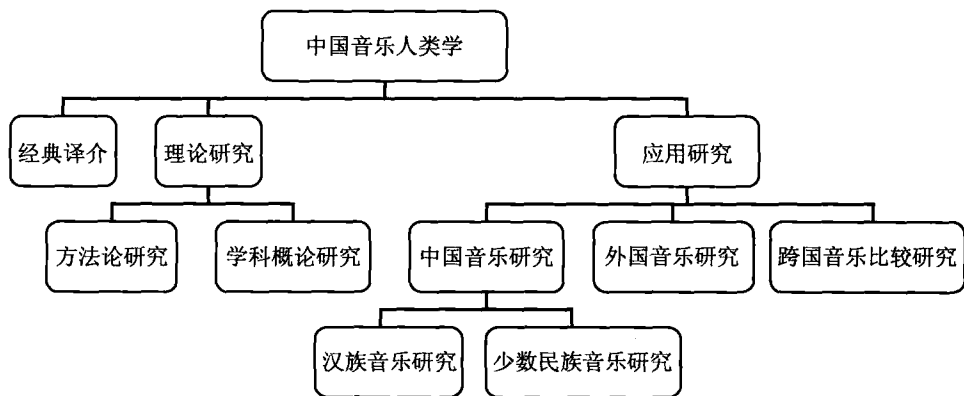 中国音乐人类学
经典译介
理论研究
应用研究
方法论研究
学科概论研究
中国音乐研究
外国音乐研究
跨国音乐比较研究
汉族音乐研究
少数民族音乐研究